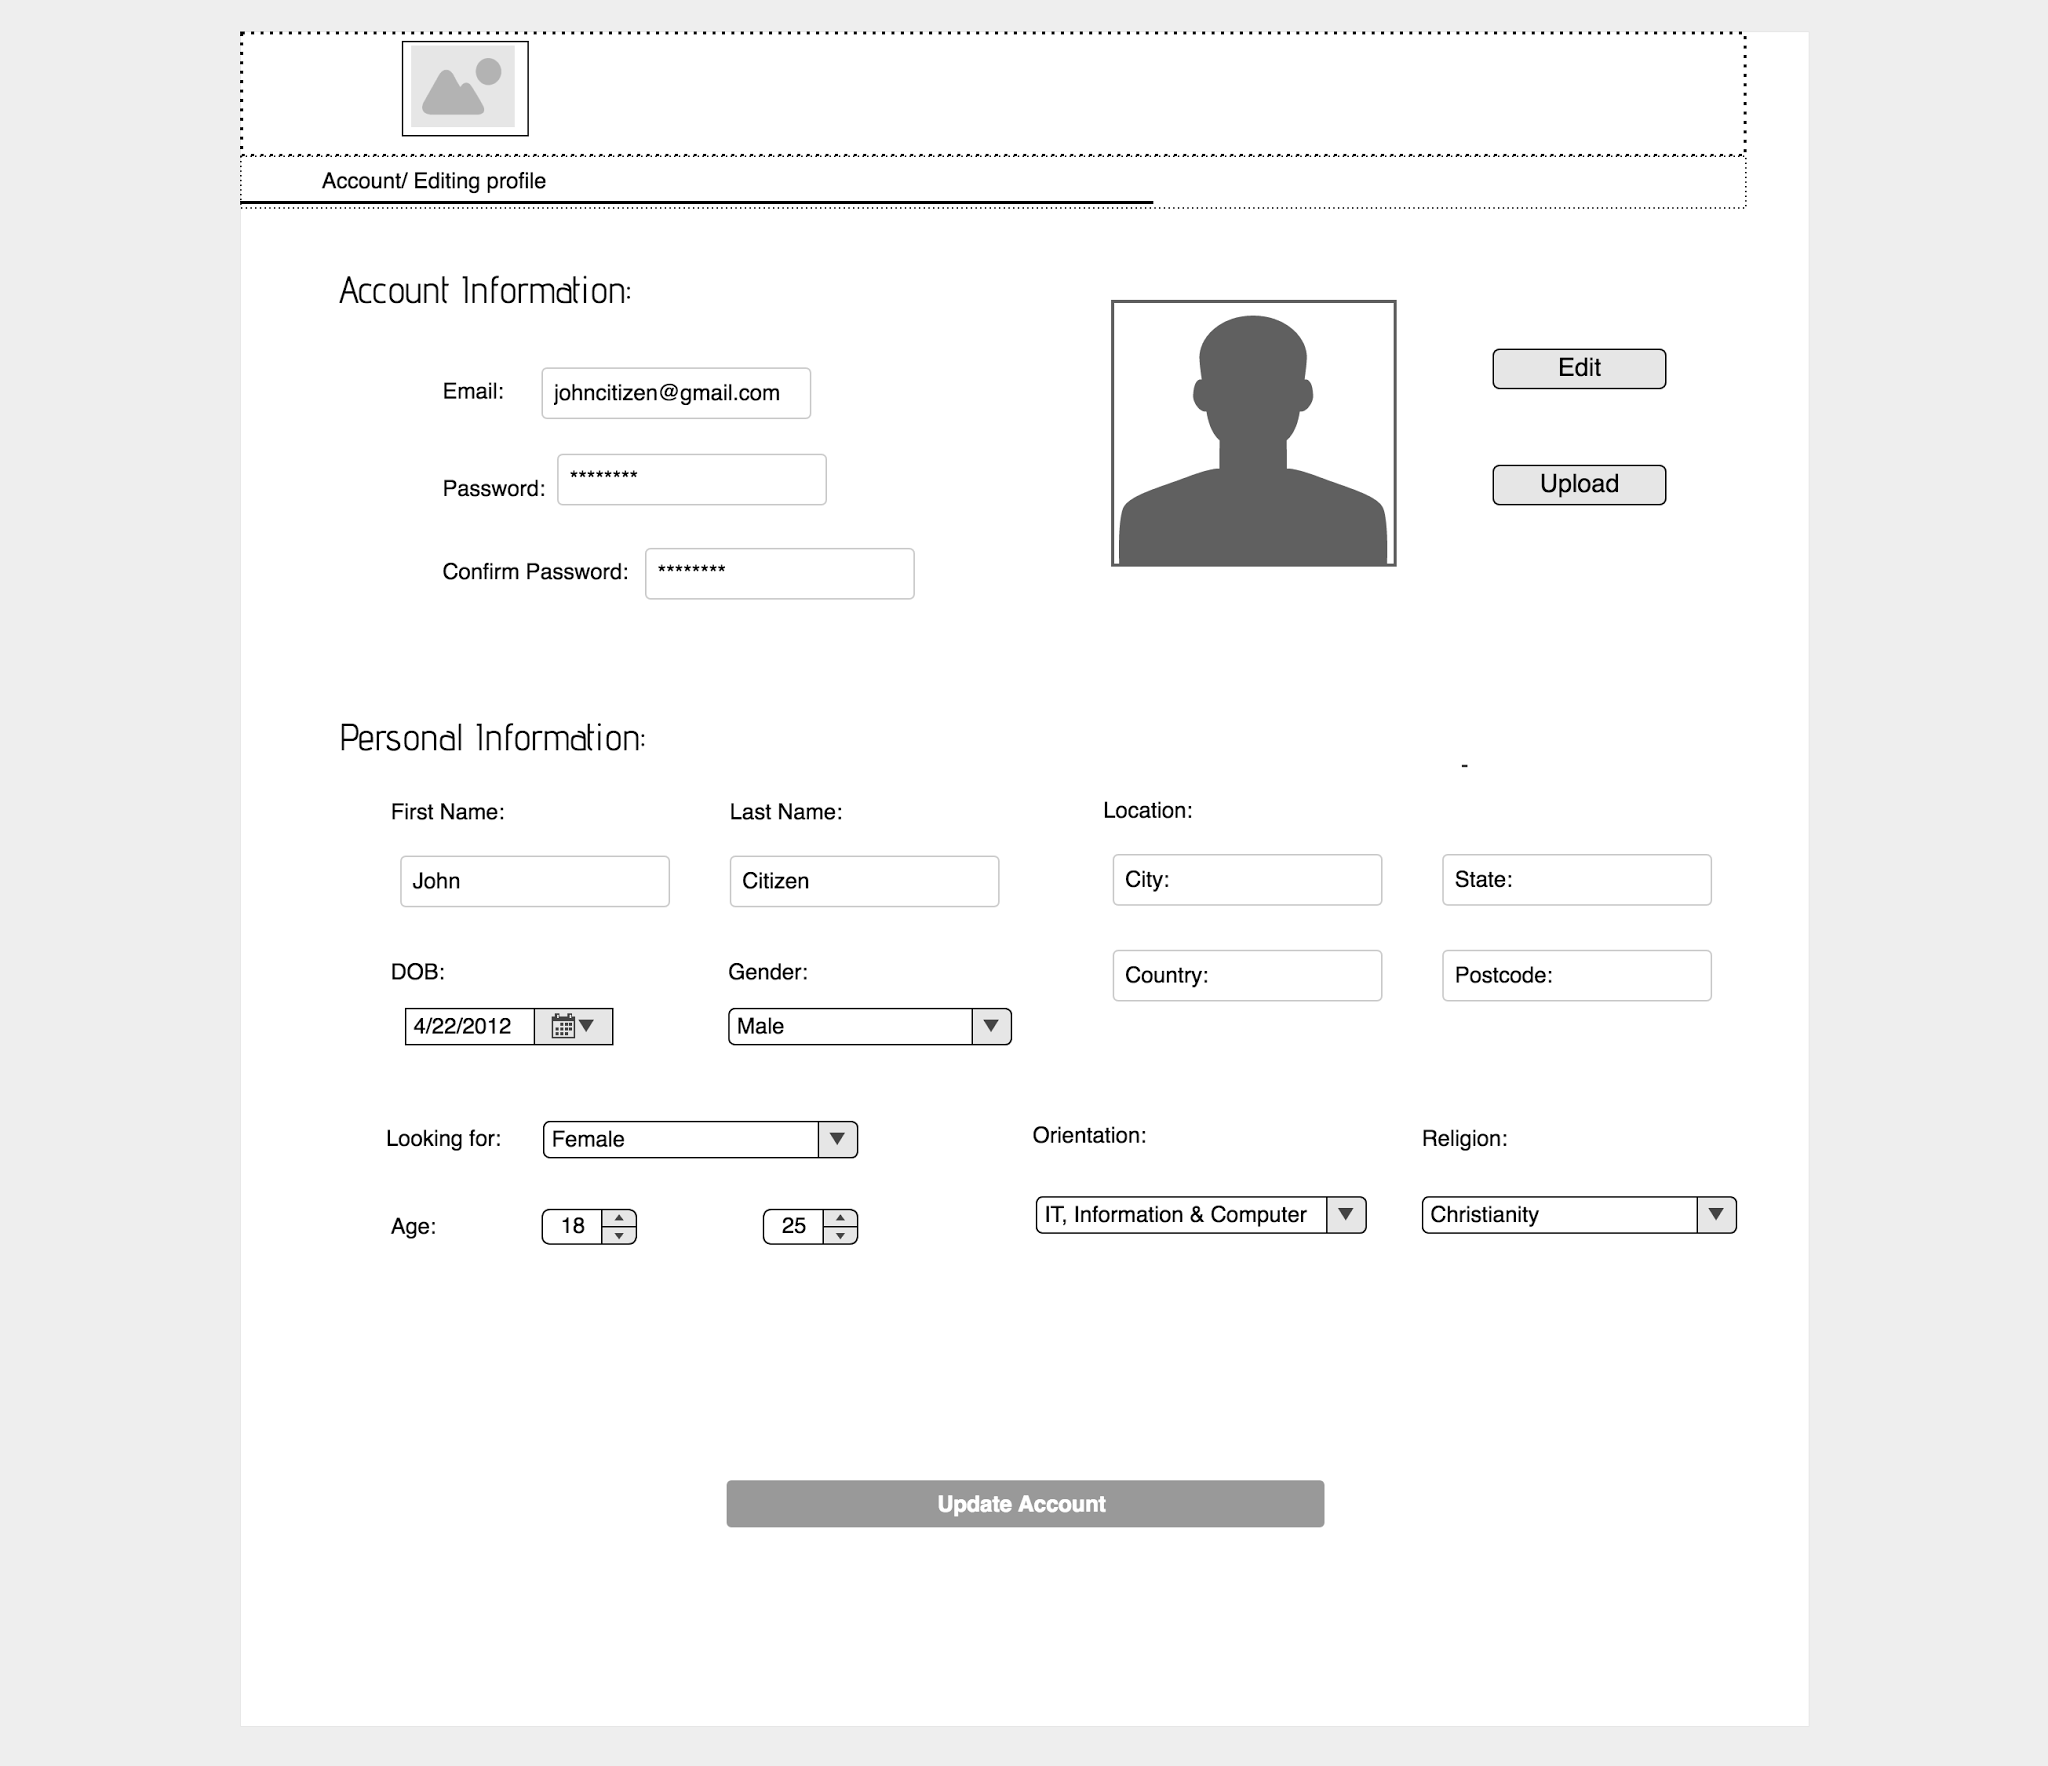 Account/ Editing profile
Account Information:
Email:
johncitizen@gmail.com
Edit
Password:
********
Upload
Confirm Password:
********
Personal Information:
-
First Name:
Last Name:
Location:
John
Citizen
City:
State:
DOB:
Gender:
Country:
Postcode:
4/22/2012
Male
Looking for:
Female
Orientation:
Religion:
Age:
18
25
IT, Information & Computer
Christianity
Update Account